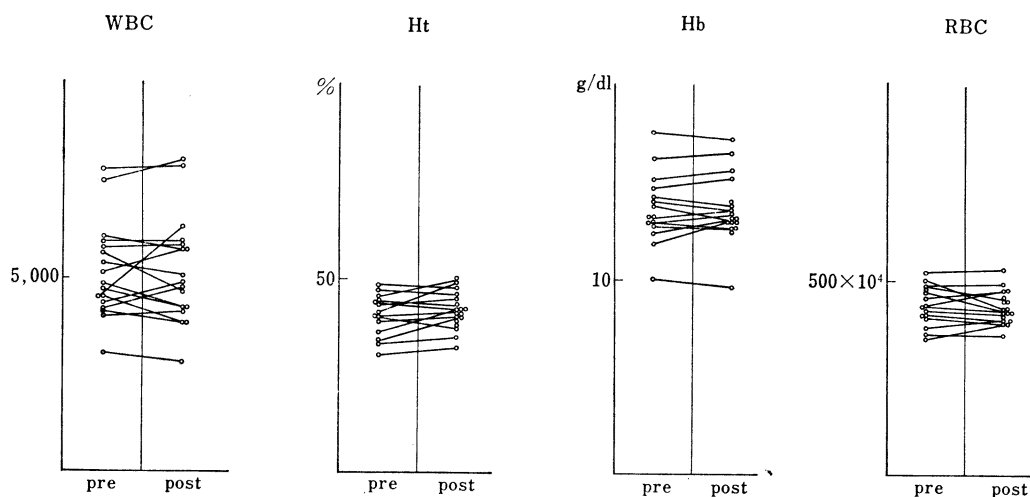 WBC
Ht
Hb
RBC
%
g/dl
5,000
50
10
500×10⁴
pre post
pre post
pre post
pre post